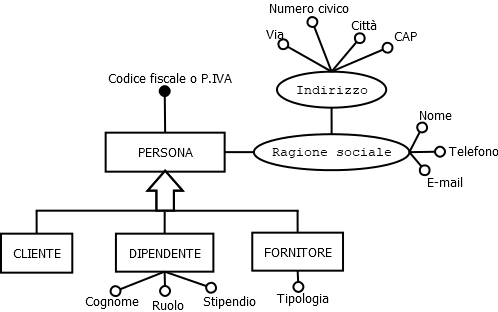 Numero civico
Via
Città
CAP
Indirizzo
Codice fiscale o P.IVA
Nome
PERSONA
Ragione sociale
Telefono
E-mail
CLIENTE
DIPENDENTE
FORNITORE
Cognome
Ruolo
Stipendio
Tipologia